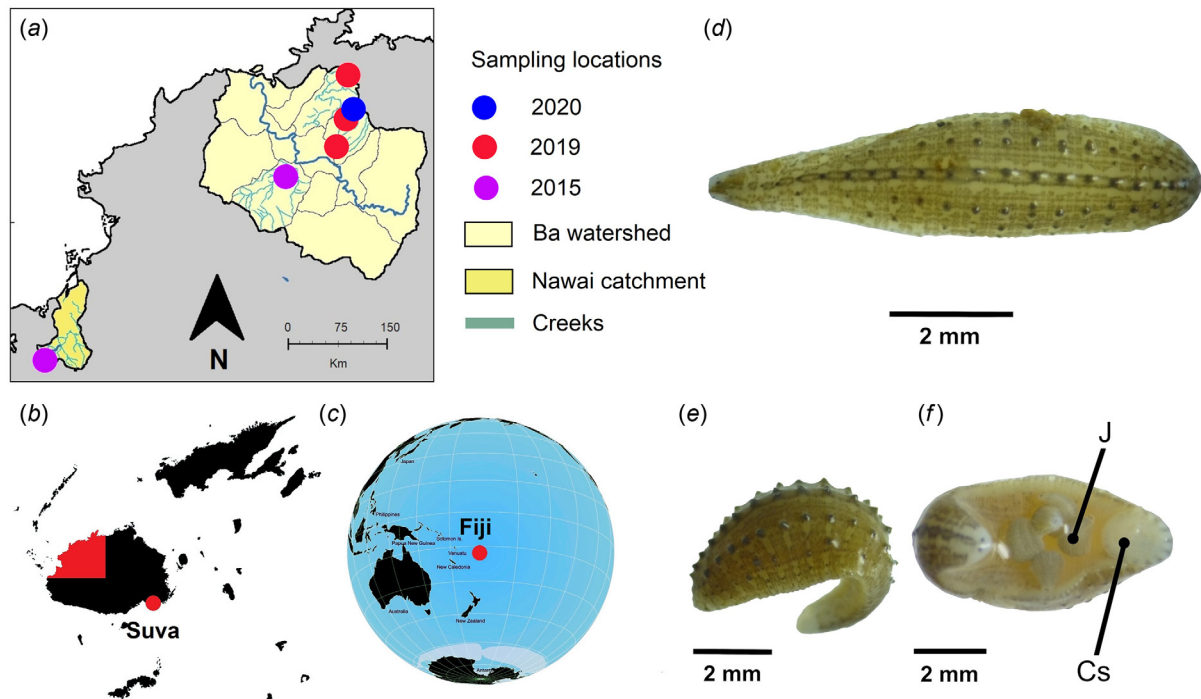 (a)
Sampling locations
2020
2019
2015
Ba watershed
Nawai catchment
Creeks
N
0 75 150
Km
(b)
Suva
(c)
Japan
Philippines
Papua New Guinea
Solomon Is.
Vanuatu
New Caledonia
Fiji
Australia
New Zealand
(d)
2 mm
(e)
2 mm
(f)
J
2 mm
Cs